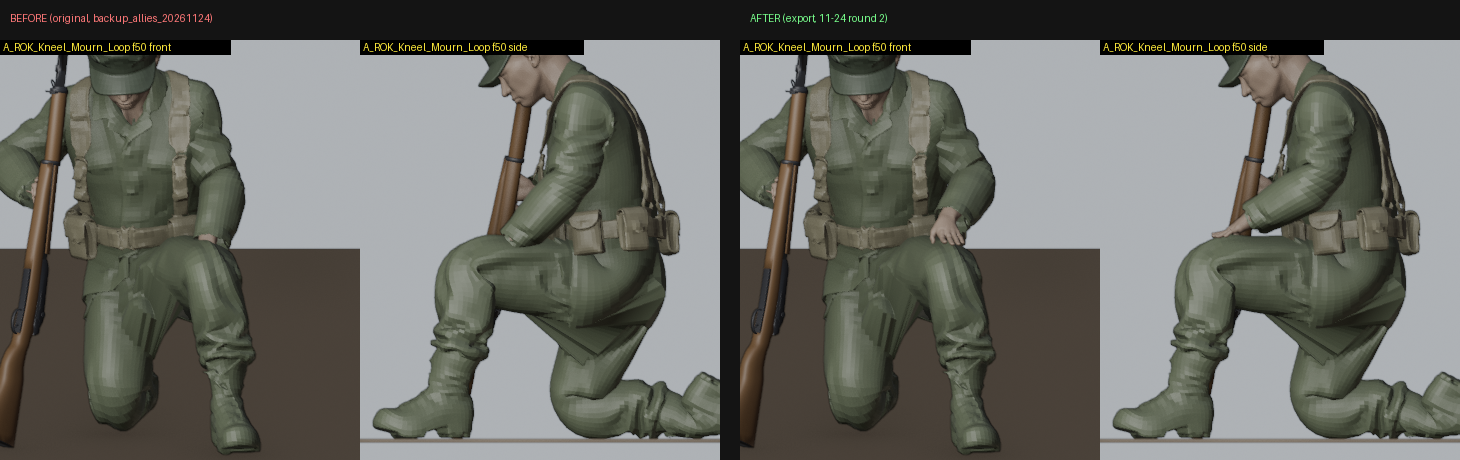 BEFORE (original, backup_allies_20261124)
AFTER (export, 11-24 round 2)
A_ROK_Kneel_Mourn_Loop f50 front
A_ROK_Kneel_Mourn_Loop f50 side
A_ROK_Kneel_Mourn_Loop f50 front
A_ROK_Kneel_Mourn_Loop f50 side